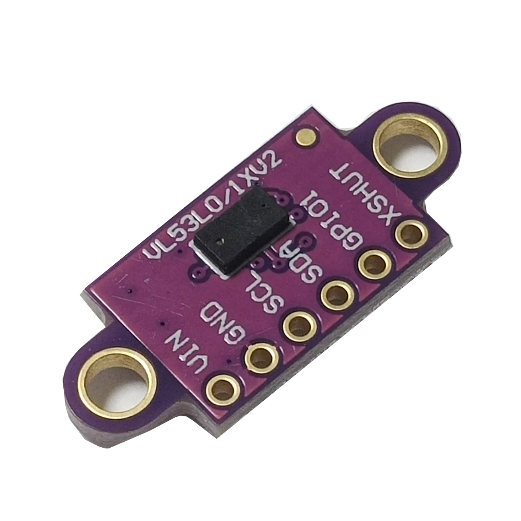 VL53L0/1XV2
VIN
GND
SCL
SDA
GPIO1
XSHUT